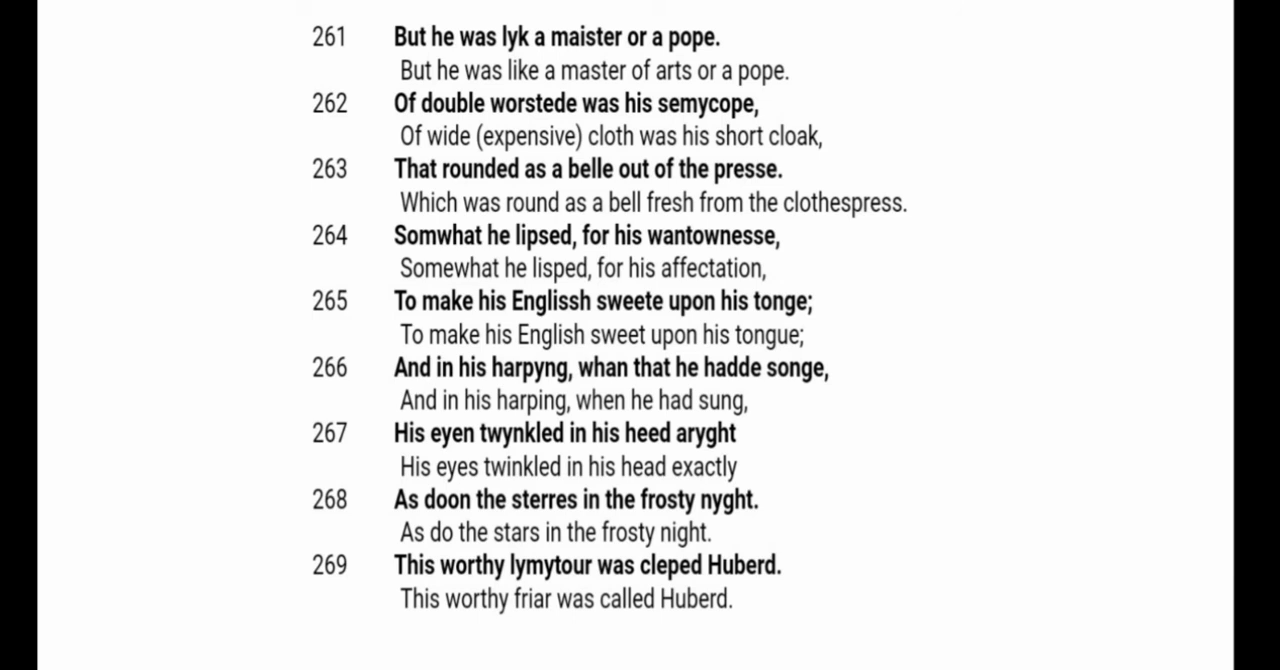 261 But he was lyk a maister or a pope.
But he was like a master of arts or a pope.
262 Of double worstede was his semycope,
Of wide (expensive) cloth was his short cloak,
263 That rounded as a belle out of the presse.
Which was round as a bell fresh from the clothespress.
264 Somwhat he lipsed, for his wantownesse,
Somewhat he lisped, for his affectation,
265 To make his Englissh sweete upon his tonge;
To make his English sweet upon his tongue;
266 And in his harpyng, whan that he hadde songe,
And in his harping, when he had sung,
267 His eyen twynkled in his heed aryght
His eyes twinkled in his head exactly
268 As doon the sterres in the frosty nyght.
As do the stars in the frosty night.
269 This worthy lymytour was cleped Huberd.
This worthy friar was called Huberd.